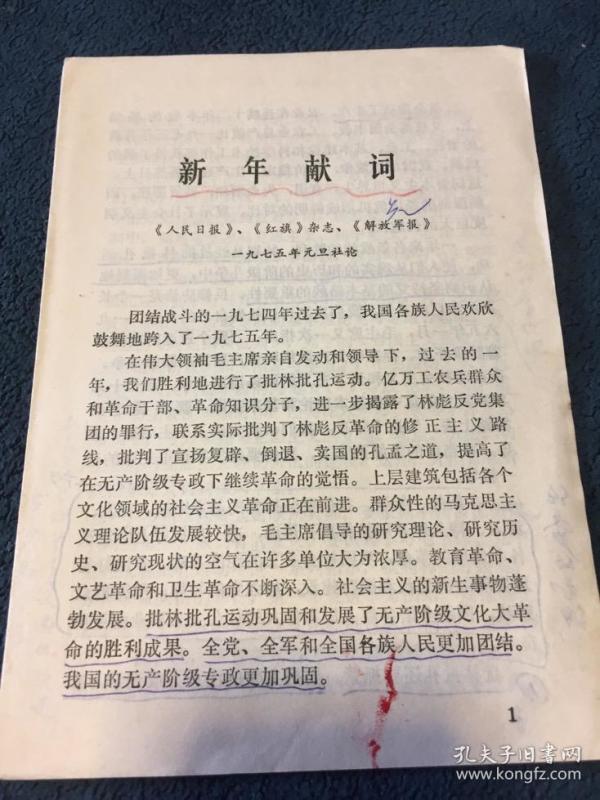 新年献词
《人民日报》、《红旗》杂志、《解放军报》
一九七五年元旦社论
团结战斗的一九七四年过去了，我国各族人民欢欣
鼓舞地跨入了一九七五年。
在伟大领袖毛主席亲自发动和领导下，过去的一
年，我们胜利地进行了批林批孔运动。亿万工农兵群众
和革命干部、革命知识分子，进一步揭露了林彪反党集
团的罪行，联系实际批判了林彪反革命的修正主义路
线，批判了宣扬复辟、倒退、卖国的孔孟之道，提高了
在无产阶级专政下继续革命的觉悟。上层建筑包括各个
文化领域的社会主义革命正在前进。群众性的马克思主
义理论队伍发展较快，毛主席倡导的研究理论、研究历
史、研究现状的空气在许多单位大为浓厚。教育革命、
文艺革命和卫生革命不断深入。社会主义的新生事物蓬
勃发展。批林批孔运动巩固和发展了无产阶级文化大革
命的胜利成果。全党、全军和全国各族人民更加团结。
我国的无产阶级专政更加巩固。
1
孔夫子旧书网
www.kongfz.com